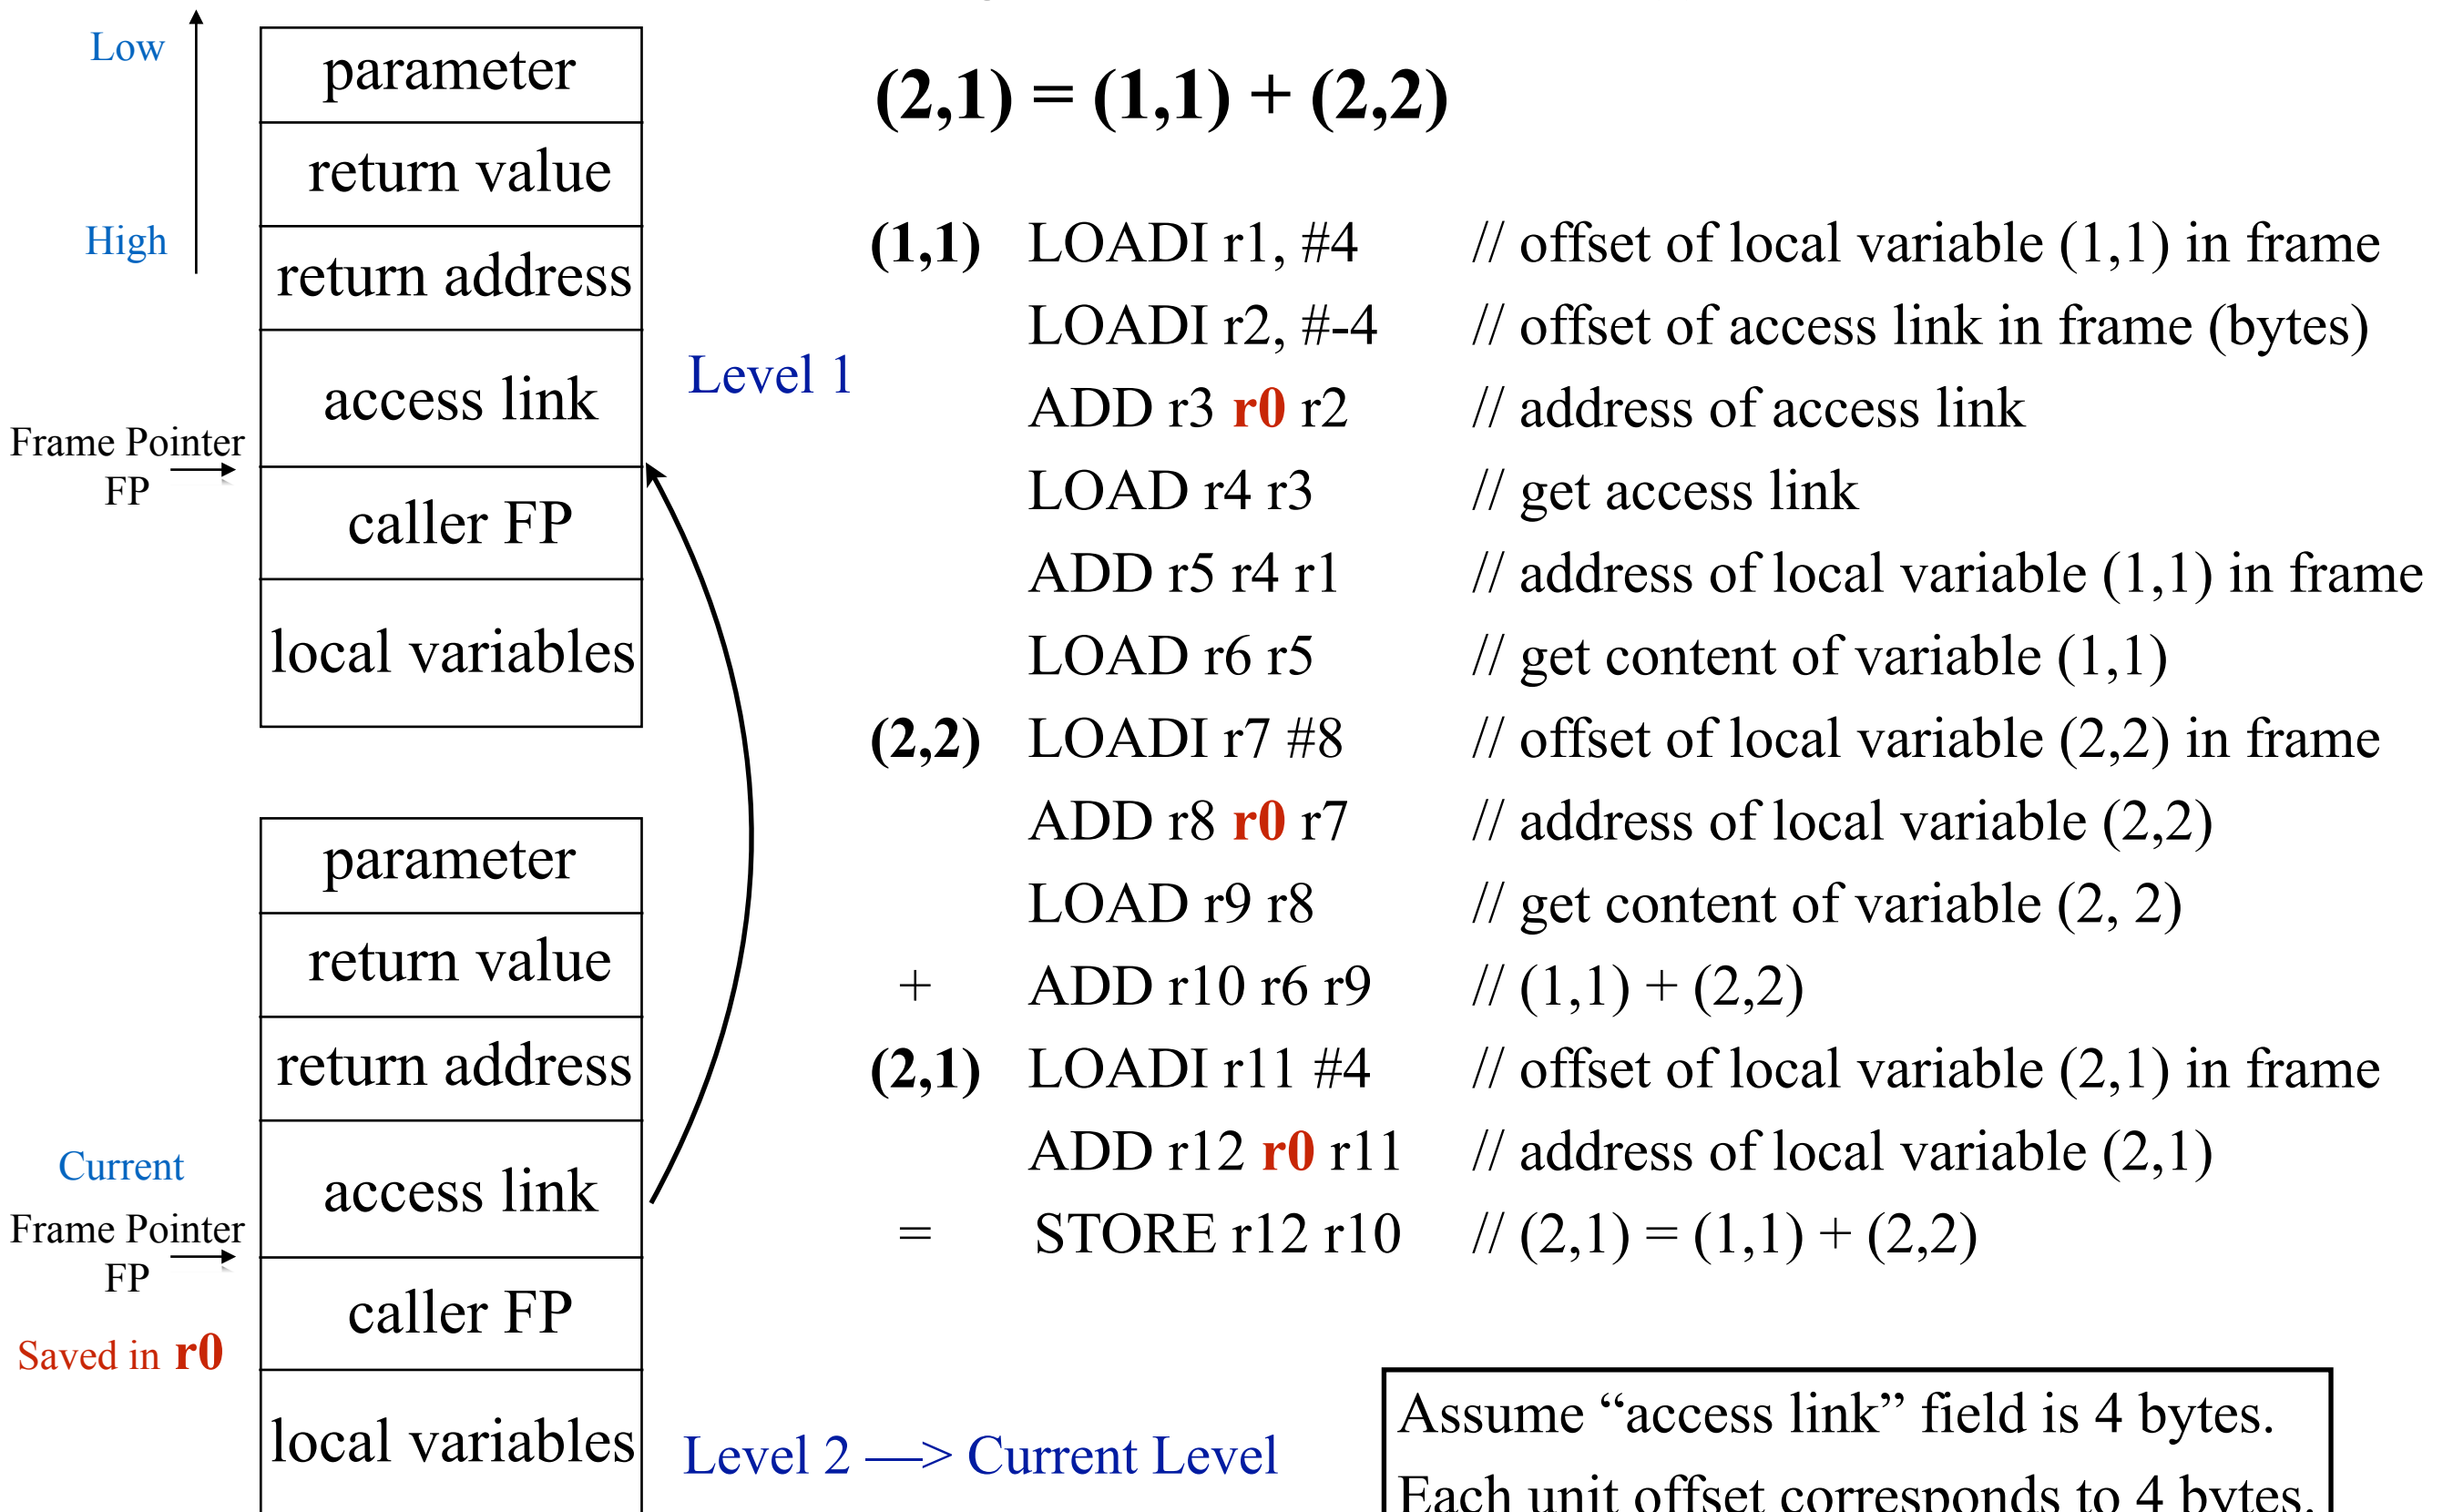 Low
High
parameter
return value
return address
access link
Frame Pointer
FP
caller FP
local variables
Level 1
parameter
return value
return address
access link
Current
Frame Pointer
FP
Saved in r0
caller FP
local variables
Level 2 —> Current Level
(2,1) = (1,1) + (2,2)
(1,1) LOADI r1, #4 // offset of local variable (1,1) in frame
LOADI r2, #-4 // offset of access link in frame (bytes)
ADD r3 r0 r2 // address of access link
LOAD r4 r3 // get access link
ADD r5 r4 r1 // address of local variable (1,1) in frame
LOAD r6 r5 // get content of variable (1,1)
(2,2) LOADI r7 #8 // offset of local variable (2,2) in frame
ADD r8 r0 r7 // address of local variable (2,2)
LOAD r9 r8 // get content of variable (2, 2)
+ ADD r10 r6 r9 // (1,1) + (2,2)
(2,1) LOADI r11 #4 // offset of local variable (2,1) in frame
ADD r12 r0 r11 // address of local variable (2,1)
= STORE r12 r10 // (2,1) = (1,1) + (2,2)
Assume “access link” field is 4 bytes.
Each unit offset corresponds to 4 bytes.